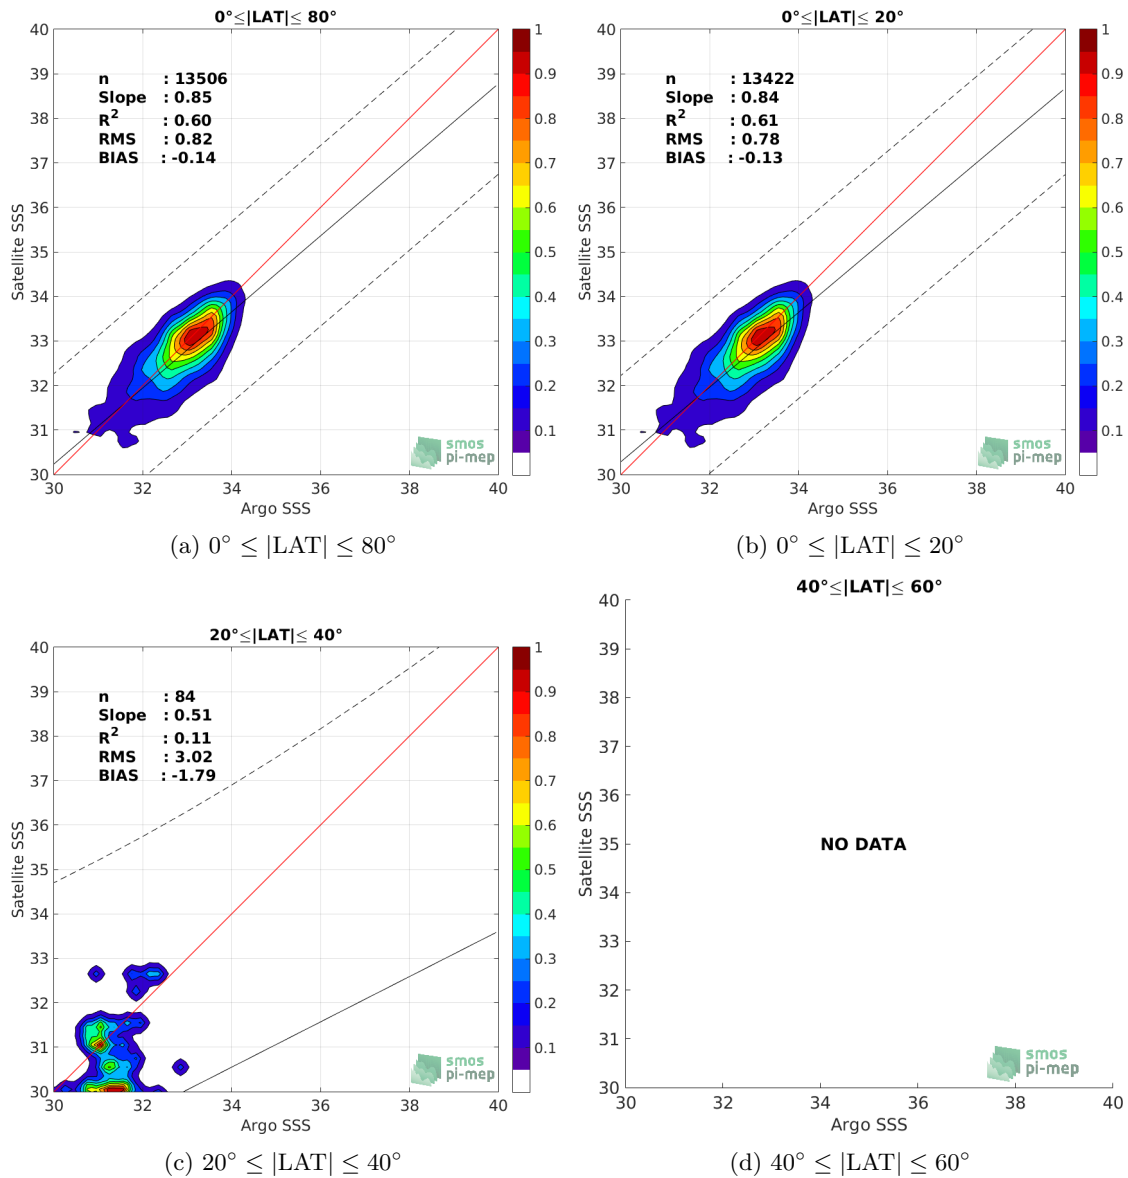 0°≤|LAT|≤ 80°
40
39
38
37
36
35
34
33
32
31
30
Satellite SSS
n : 13506
Slope : 0.85
R² : 0.60
RMS : 0.82
BIAS : -0.14
smos
pi-mep
30 32 34 36 38 40
Argo SSS
1
0.9
0.8
0.7
0.6
0.5
0.4
0.3
0.2
0.1
(a) 0° ≤ |LAT| ≤ 80°
0°≤|LAT|≤ 20°
40
39
38
37
36
35
34
33
32
31
30
Satellite SSS
n : 13422
Slope : 0.84
R² : 0.61
RMS : 0.78
BIAS : -0.13
smos
pi-mep
30 32 34 36 38 40
Argo SSS
1
0.9
0.8
0.7
0.6
0.5
0.4
0.3
0.2
0.1
(b) 0° ≤ |LAT| ≤ 20°
20°≤|LAT|≤ 40°
40
39
38
37
36
35
34
33
32
31
30
Satellite SSS
n : 84
Slope : 0.51
R² : 0.11
RMS : 3.02
BIAS : -1.79
smos
pi-mep
30 32 34 36 38 40
Argo SSS
1
0.9
0.8
0.7
0.6
0.5
0.4
0.3
0.2
0.1
(c) 20° ≤ |LAT| ≤ 40°
40°≤|LAT|≤ 60°
40
39
38
37
36
35
34
33
32
31
30
Satellite SSS
NO DATA
smos
pi-mep
30 32 34 36 38 40
Argo SSS
(d) 40° ≤ |LAT| ≤ 60°